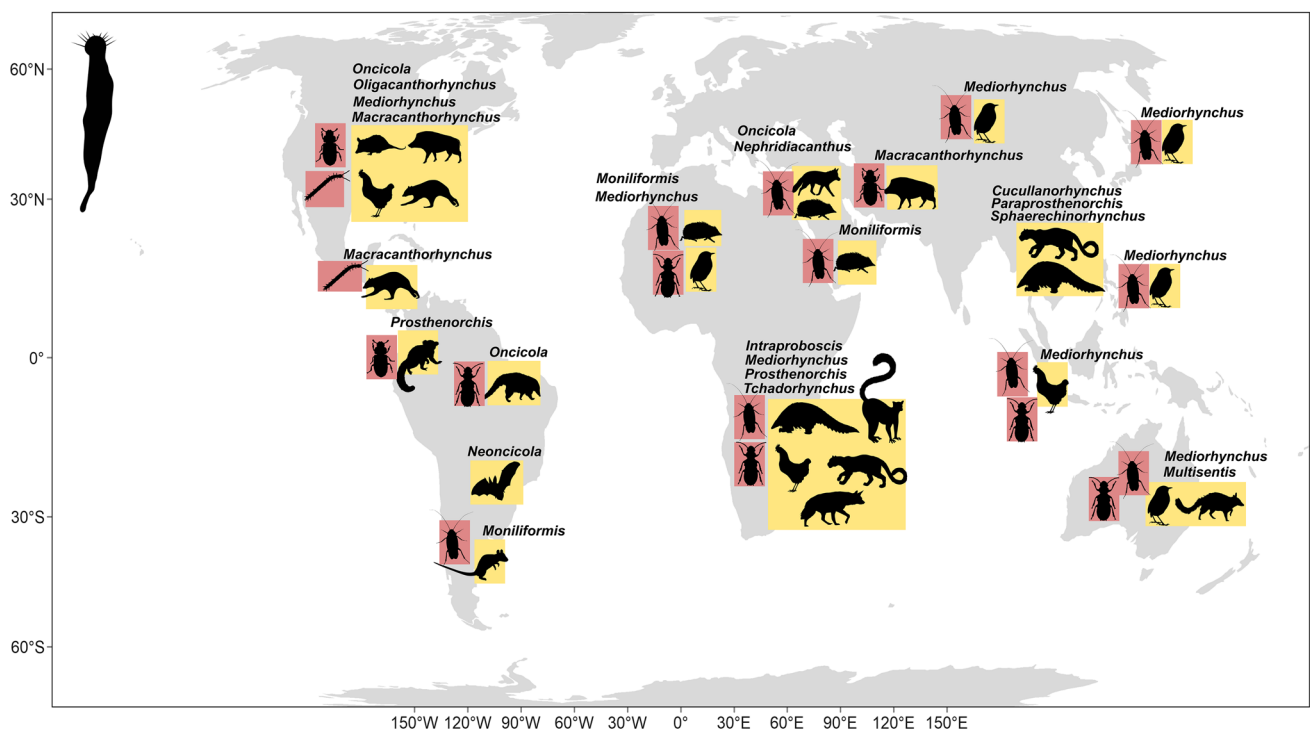 60°N
30°N
0°
30°S
60°S
Oncicola
Oligacanthorhynchus
Mediorhynchus
Macracanthorhynchus
Macracanthorhynchus
Prosthenorchis
Oncicola
Neoncicola
Moniliformis
Moniliformis
Mediorhynchus
Oncicola
Nephridiacanthus
Macracanthorhynchus
Moniliformis
Mediorhynchus
Mediorhynchus
Cucullanorhynchus
Paraprosthenorchis
Sphaerechinorhynchus
Mediorhynchus
Intraproboscis
Mediorhynchus
Prosthenorchis
Tchadorhynchus
Mediorhynchus
Mediorhynchus
Multisentis
150°W 120°W 90°W 60°W 30°W 0° 30°E 60°E 90°E 120°E 150°E